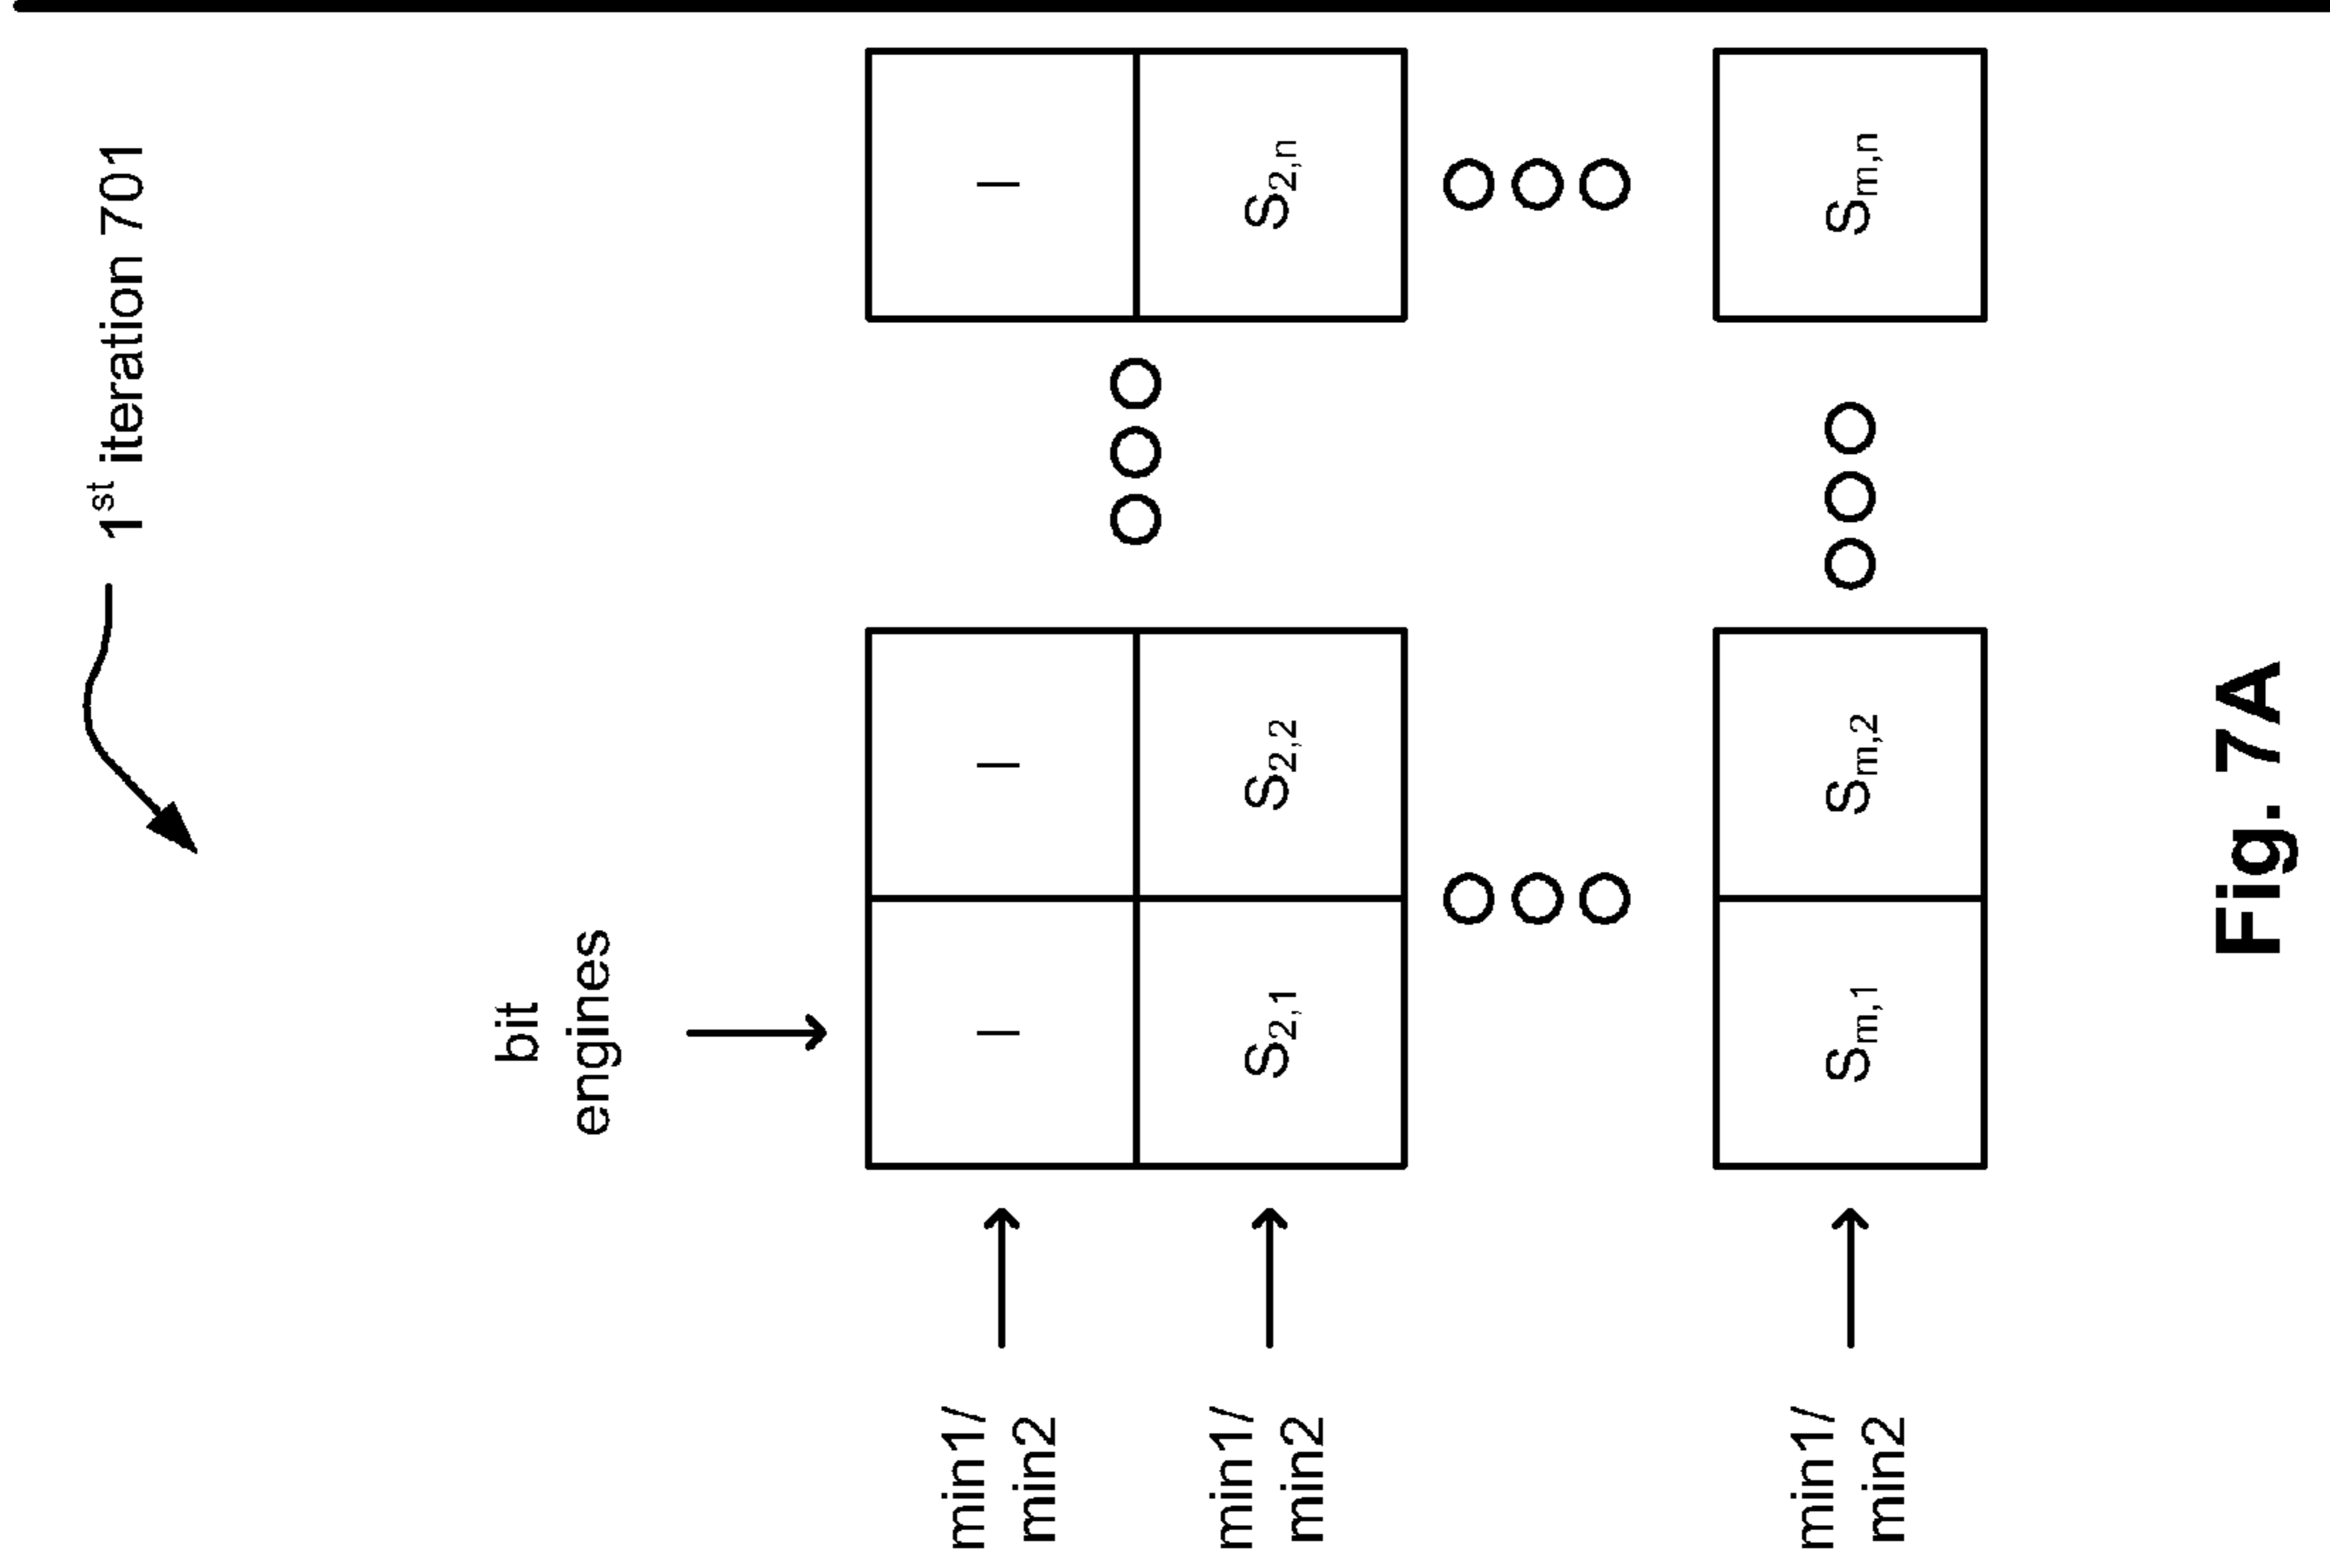 1st iteration 701
bit
engines
min1/
min2
I
I
I
min1/
min2
S2,1
S2,2
S2,n
min1/
min2
Sm,1
Sm,2
Sm,n
Fig. 7A